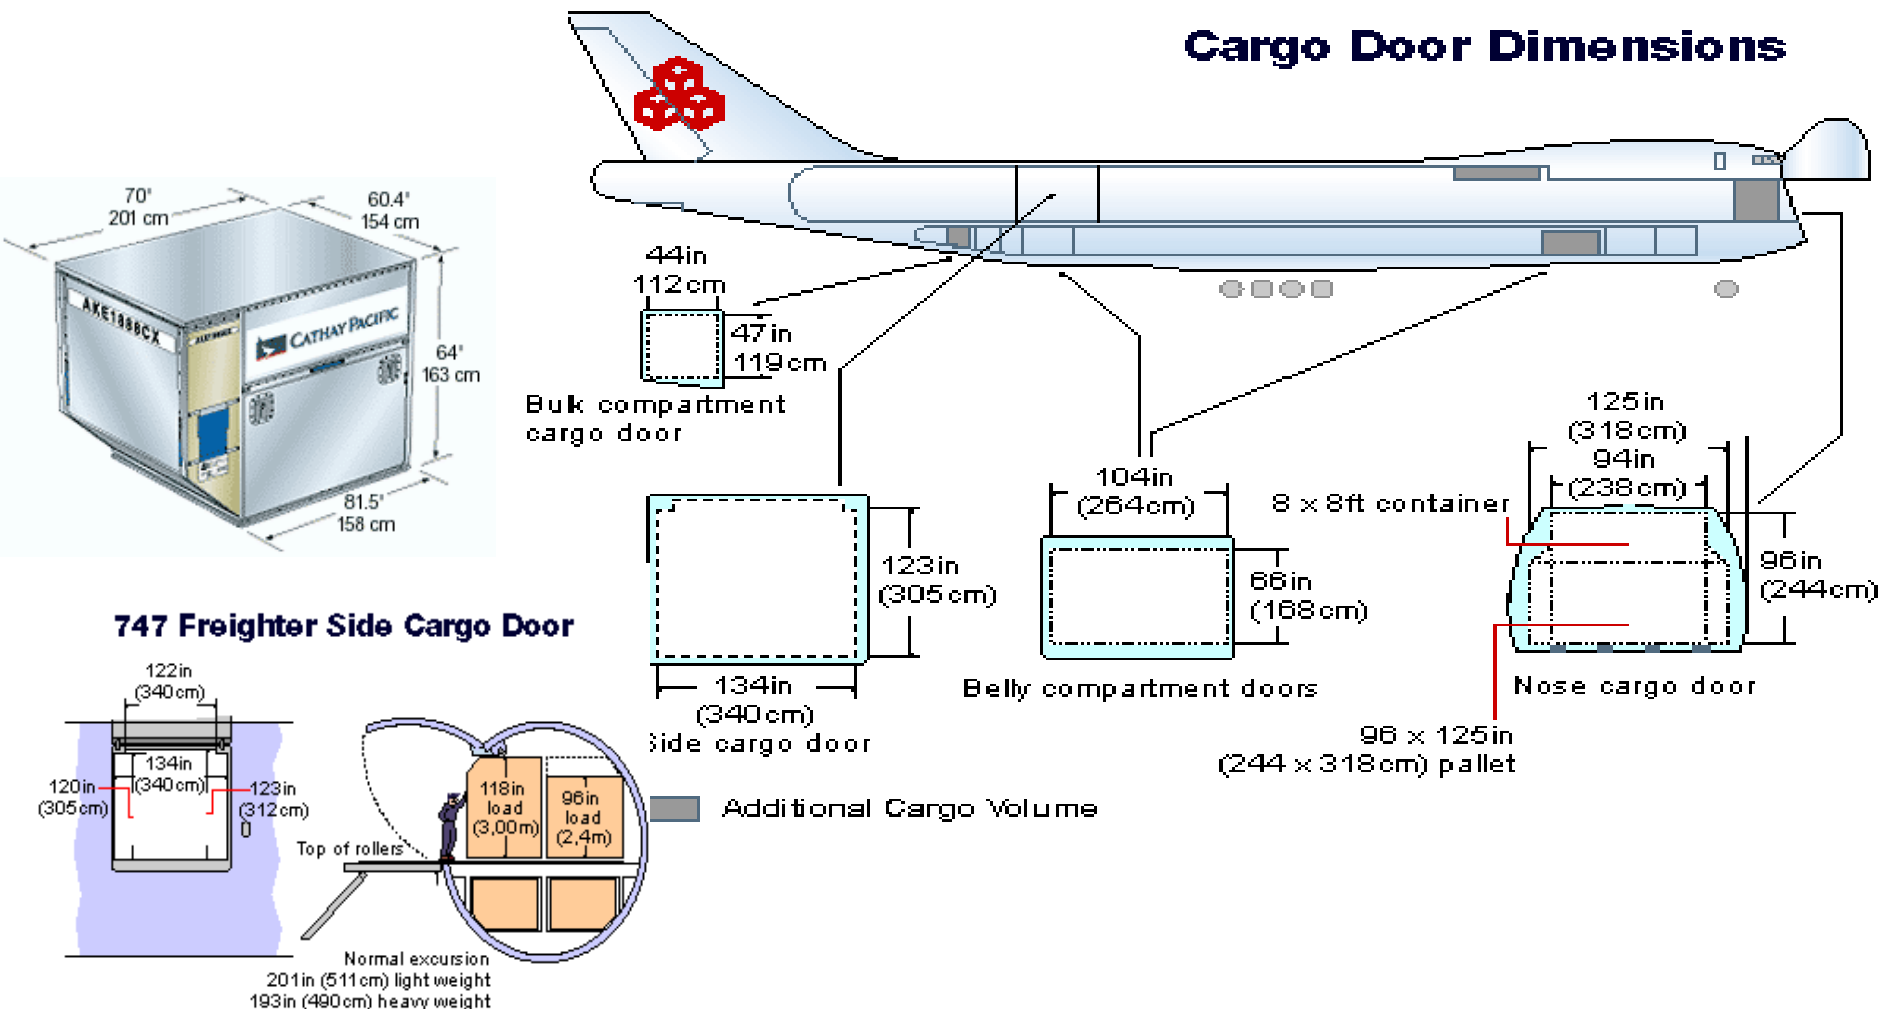 Cargo Door Dimensions
70"
201 cm
60.4"
154 cm
64"
163 cm
81.5"
158 cm
AKE1888CX
CATHAY PACIFIC
44in
112cm
47in
119cm
Bulk compartment
cargo door
123in
(305cm)
134in
(340cm)
Side cargo door
104in
(264cm)
66in
(168cm)
Belly compartment doors
125in
(318cm)
94in
(238cm)
8 x 8ft container
96in
(244cm)
Nose cargo door
96 x 125in
(244 x 318cm) pallet
Additional Cargo Volume
747 Freighter Side Cargo Door
122in
(340cm)
134in
(340cm)
120in
(305cm)
123in
(312cm)
Top of rollers
118in
load
(3,00m)
96in
load
(2,4m)
Normal excursion
201in (511cm) light weight
193in (490cm) heavy weight